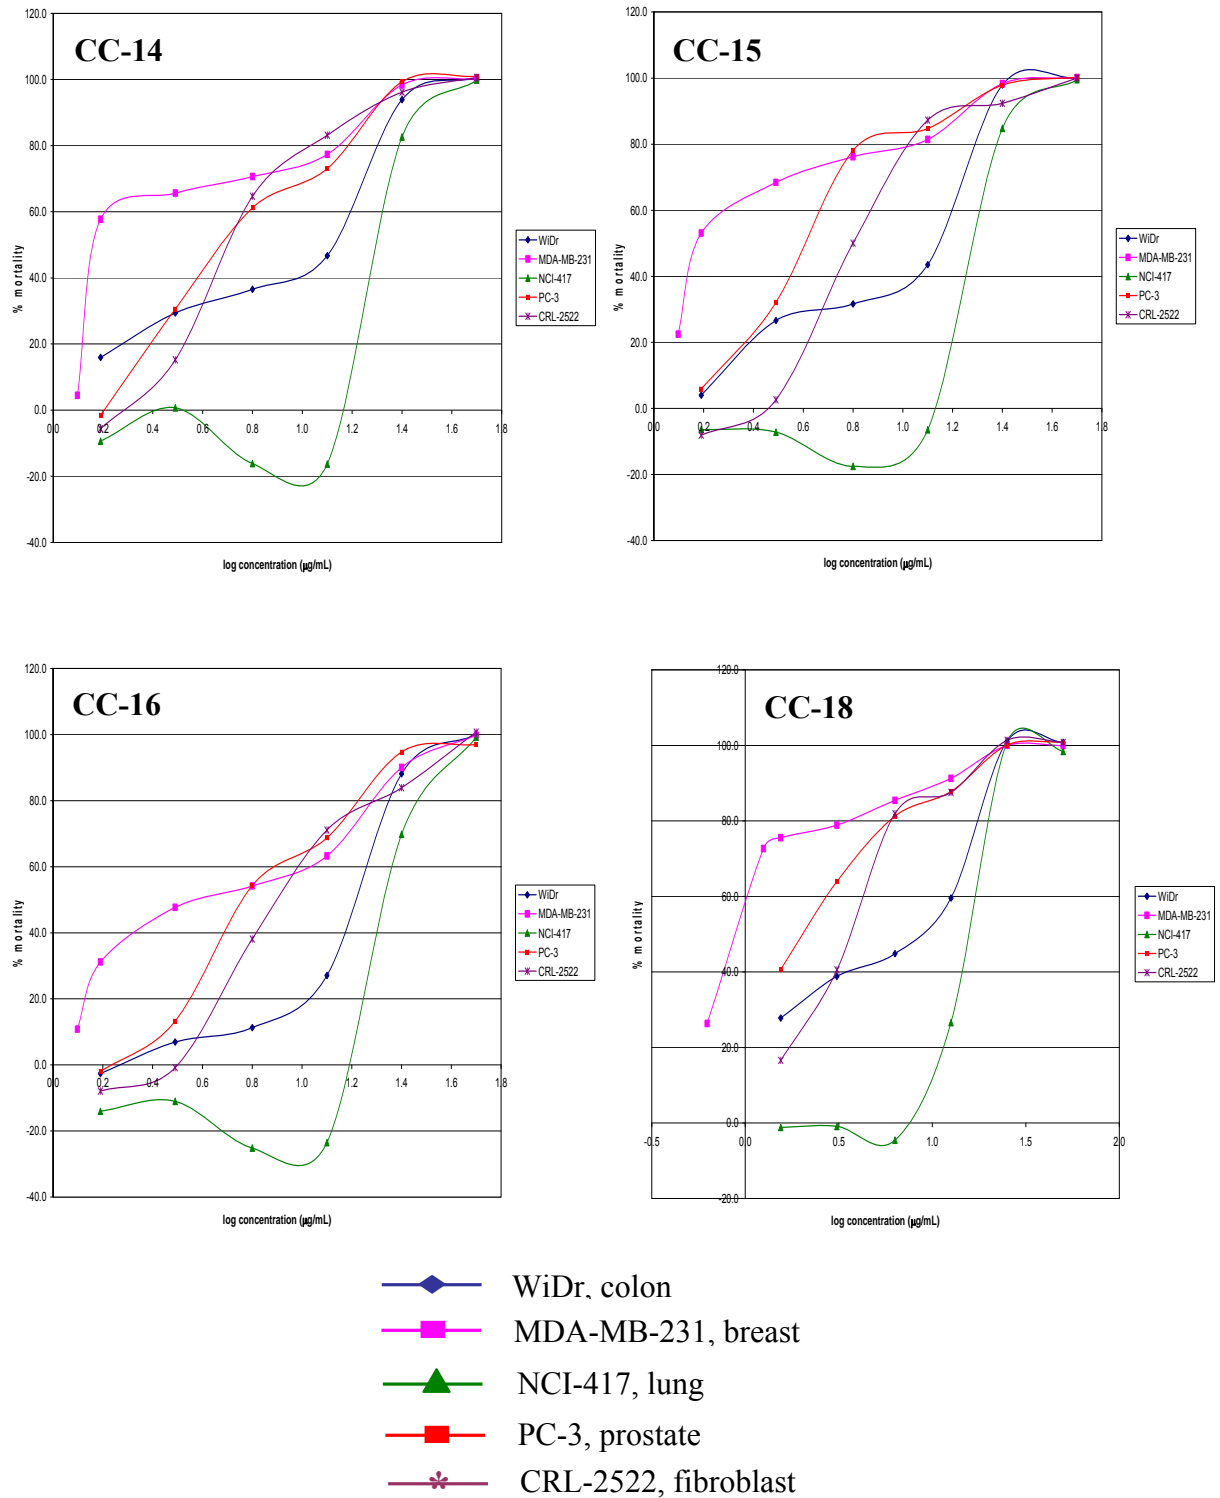 CC-14
120.0
100.0
80.0
60.0
40.0
20.0
0.0
-20.0
-40.0
0.0 0.2 0.4 0.6 0.8 1.0 1.2 1.4 1.6 1.8
% mortality
log concentration (µg/mL)
WiDr
MDA-MB-231
NCI-417
PC-3
CRL-2522
CC-15
120.0
100.0
80.0
60.0
40.0
20.0
0.0
-20.0
-40.0
0.0 0.2 0.4 0.6 0.8 1.0 1.2 1.4 1.6 1.8
% mortality
log concentration (µg/mL)
WiDr
MDA-MB-231
NCI-417
PC-3
CRL-2522
CC-16
120.0
100.0
80.0
60.0
40.0
20.0
0.0
-20.0
-40.0
0.0 0.2 0.4 0.6 0.8 1.0 1.2 1.4 1.6 1.8
% mortality
log concentration (µg/mL)
WiDr
MDA-MB-231
NCI-417
PC-3
CRL-2522
CC-18
120.0
100.0
80.0
60.0
40.0
20.0
0.0
-20.0
-0.5 0.0 0.5 1.0 1.5 2.0
% mortality
log concentration (µg/mL)
WiDr
MDA-MB-231
NCI-417
PC-3
CRL-2522
WiDr, colon
MDA-MB-231, breast
NCI-417, lung
PC-3, prostate
CRL-2522, fibroblast